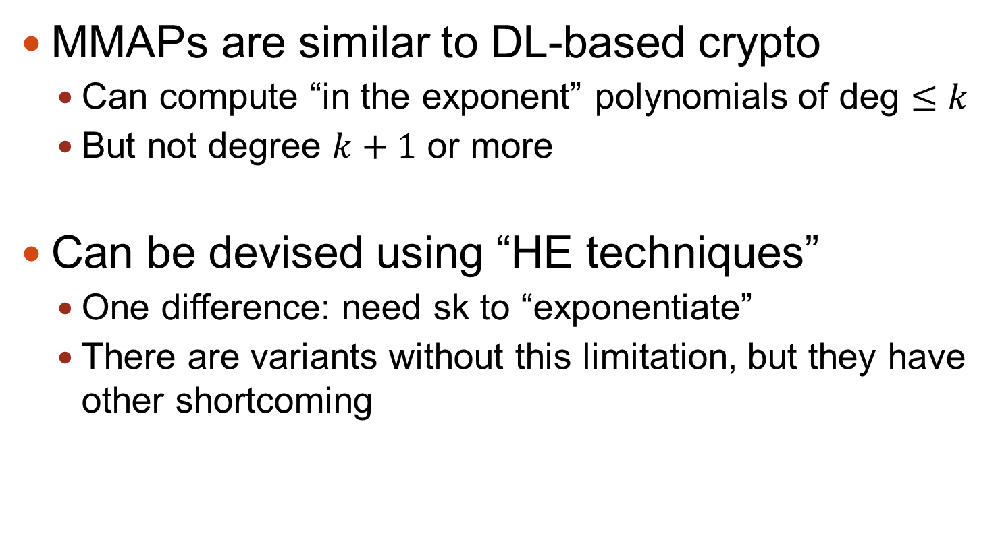 • MMAPs are similar to DL-based crypto
• Can compute “in the exponent” polynomials of deg ≤ 𝑘
• But not degree 𝑘 + 1 or more
• Can be devised using “HE techniques”
• One difference: need sk to “exponentiate”
• There are variants without this limitation, but they have
other shortcoming